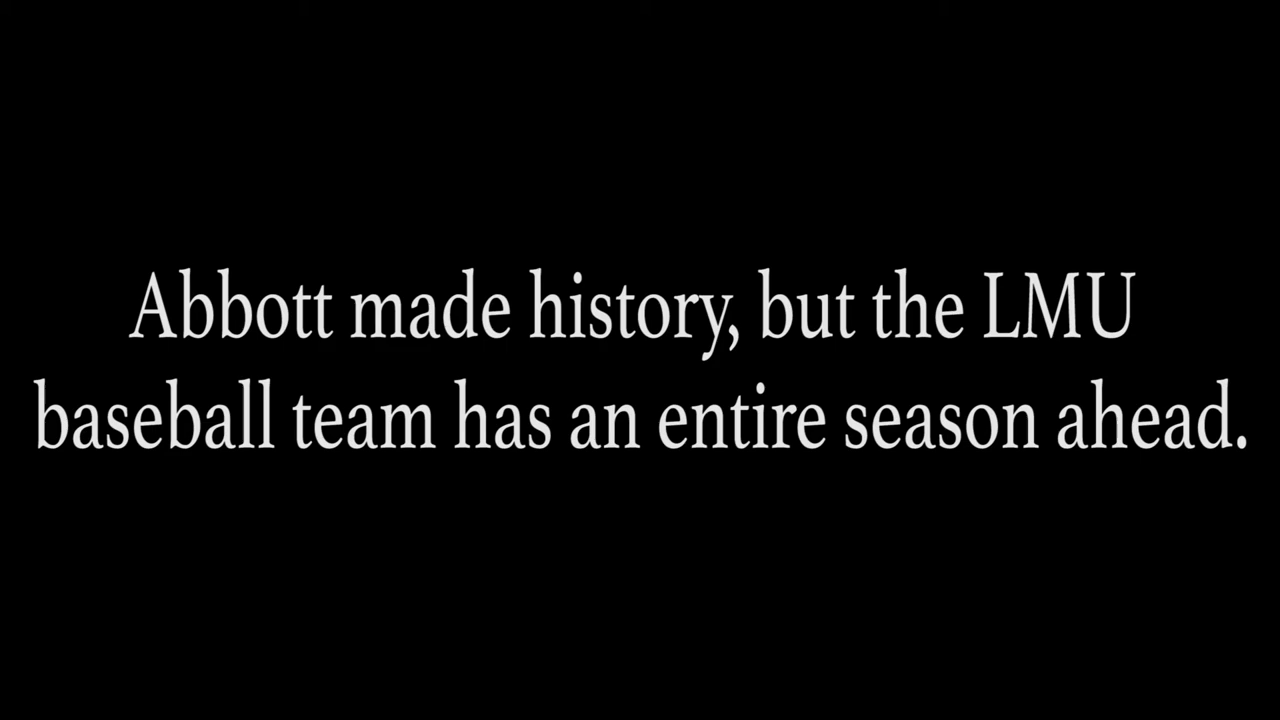 Abbott made history, but the LMU
baseball team has an entire season ahead.